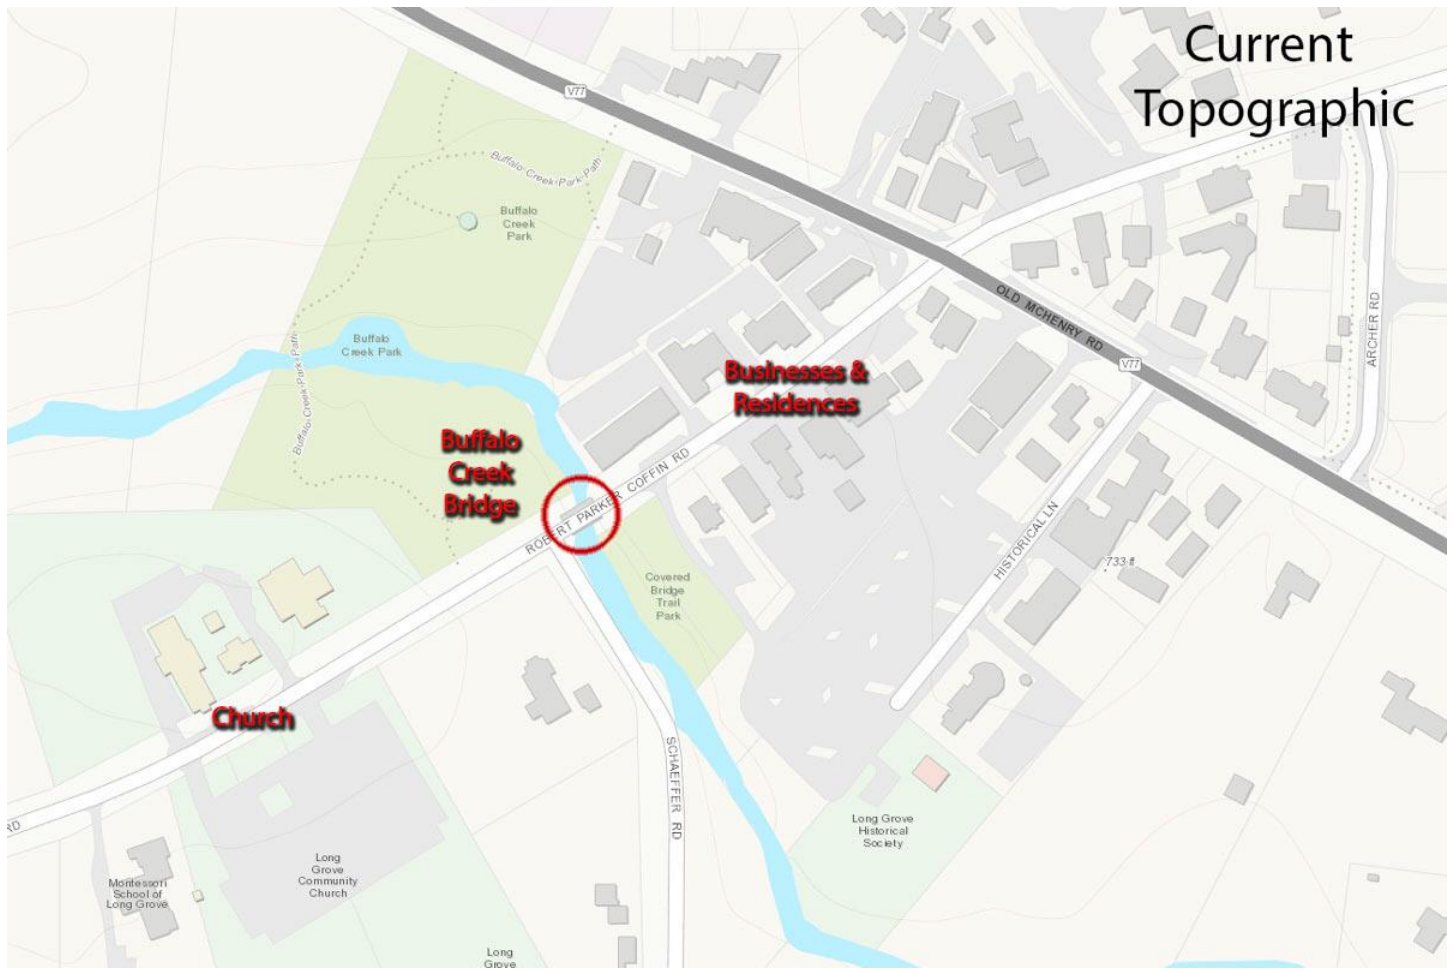 Current
Topographic
V77
Buffalo Creek Park Path
Buffalo
Creek
Park
OLD MCHENRY RD
ARCHER RD
V77
Buffalo
Creek Park
Buffalo Creek Park Path
Businesses &
Residences
Buffalo
Creek
Bridge
ROBERT PARKER COFFIN RD
HISTORICAL LN
733 ft
Covered
Bridge
Trail
Park
Church
SCHAEFFER RD
RD
Long Grove
Historical
Society
Long
Grove
Community
Church
Montessori
School of
Long Grove
Long
Grove